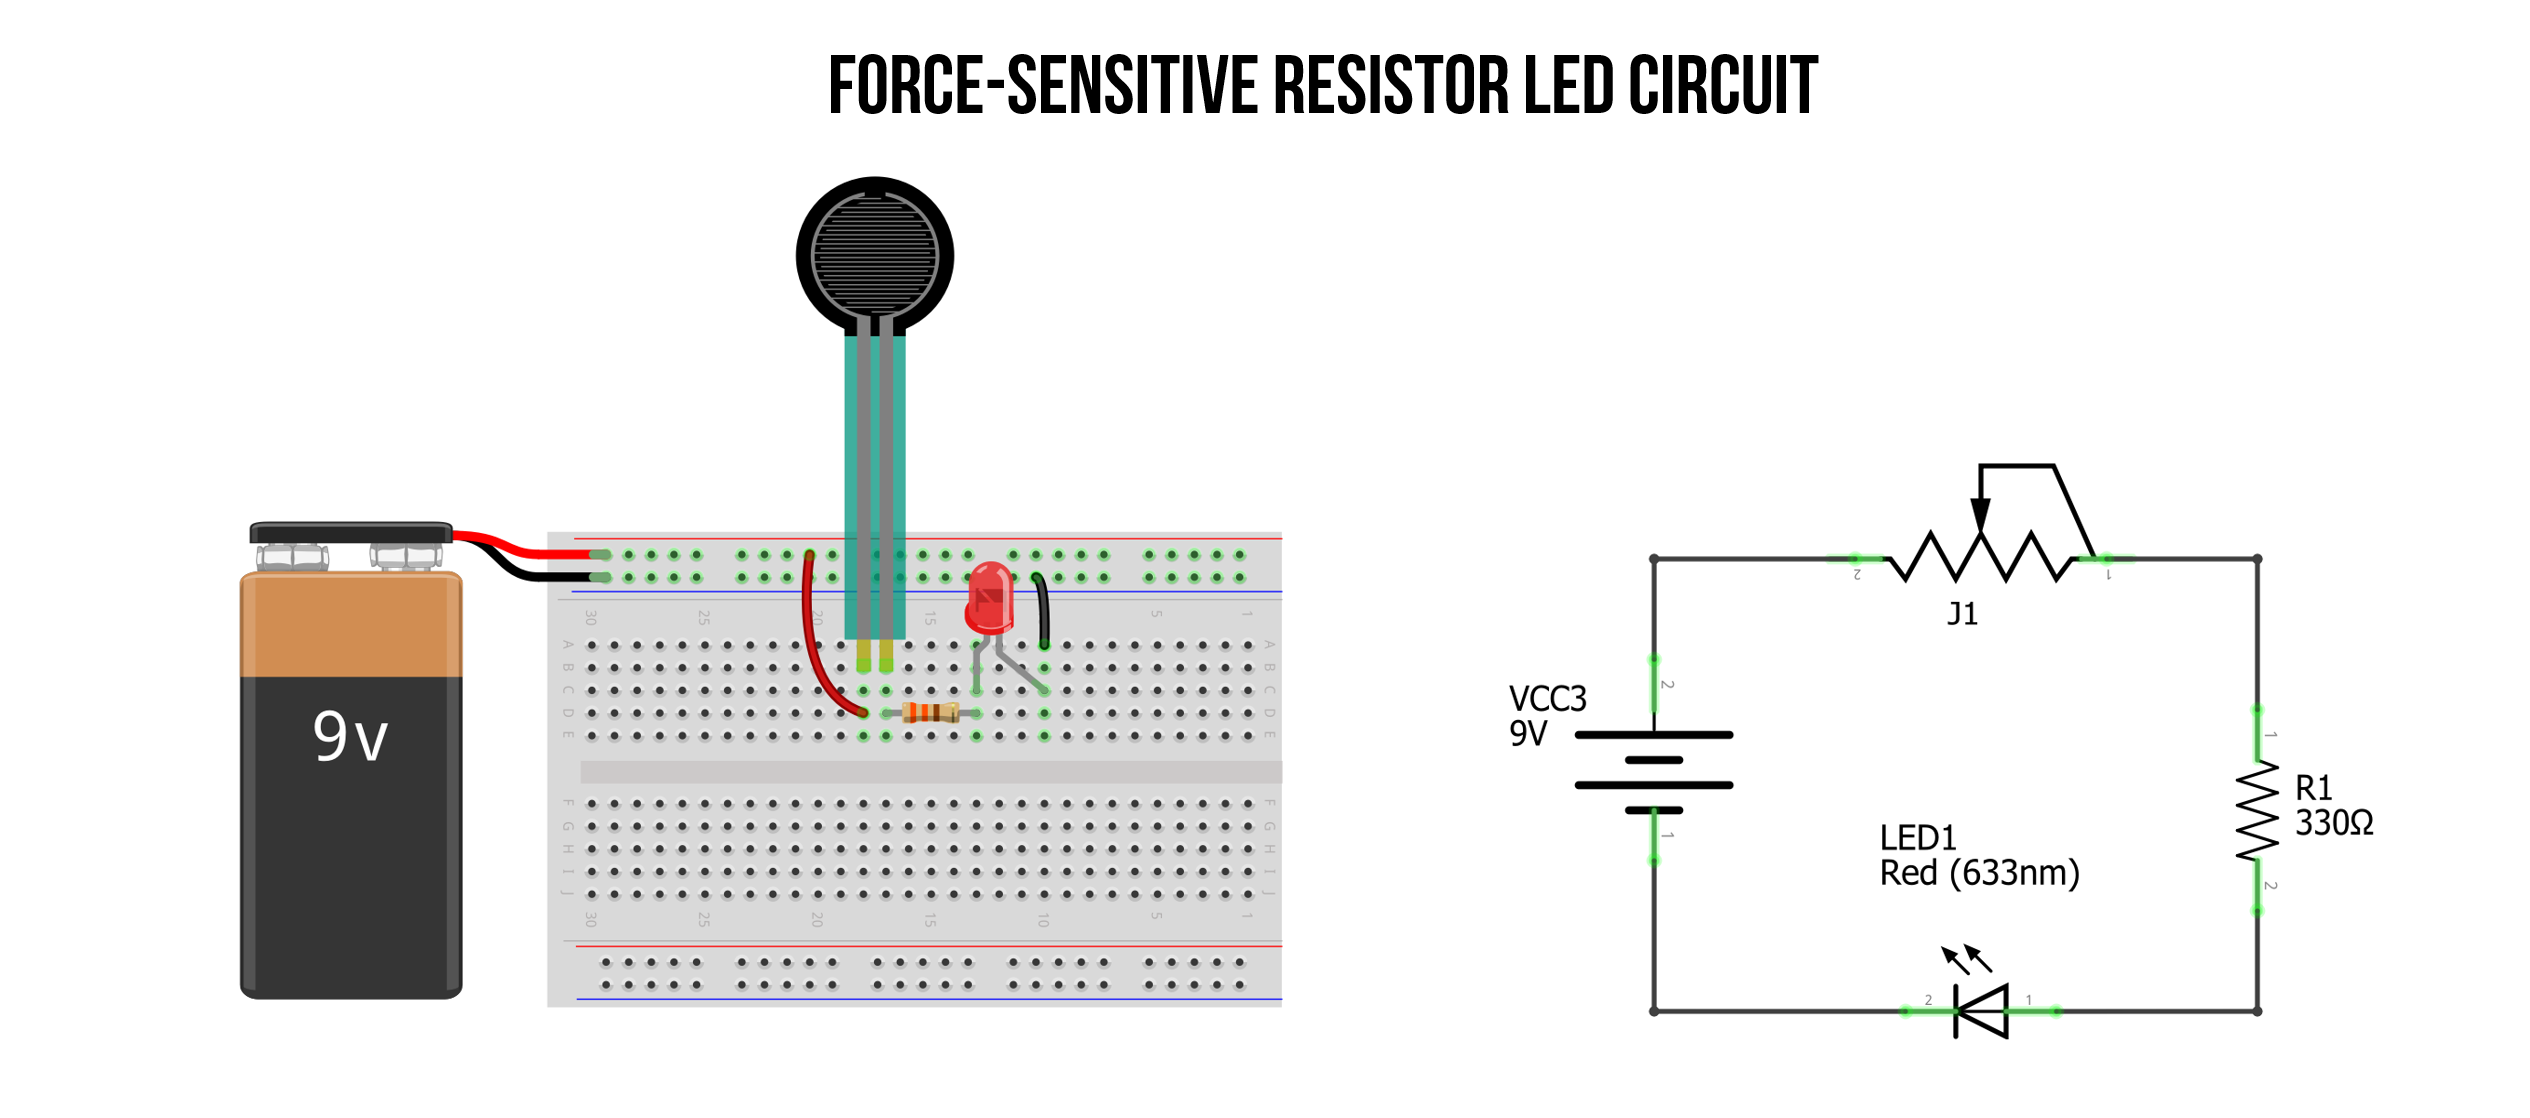 FORCE-SENSITIVE RESISTOR LED CIRCUIT
9v
30 25 20 15 5 1
A A
B B
C C
D D
E E
F F
G G
H H
I I
J J
30 25 20 15 10 5 1
2 1
J1
2
VCC3
9V
1
1
R1
330Ω
2
LED1
Red (633nm)
2 1